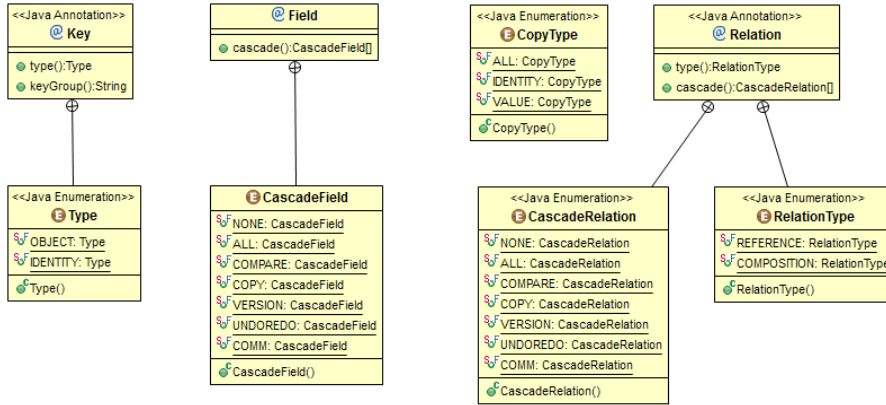 <<Java Annotation>>
@ Key
type():Type
keyGroup():String
@ Field
cascade():CascadeField[]
<<Java Enumeration>>
E CopyType
S F ALL: CopyType
S F IDENTITY: CopyType
S F VALUE: CopyType
C CopyType()
<<Java Annotation>>
@ Relation
type():RelationType
cascade():CascadeRelation[]
<<Java Enumeration>>
E Type
S F OBJECT: Type
S F IDENTITY: Type
C Type()
E CascadeField
S F NONE: CascadeField
S F ALL: CascadeField
S F COMPARE: CascadeField
S F COPY: CascadeField
S F VERSION: CascadeField
S F UNDOREDO: CascadeField
S F COMM: CascadeField
C CascadeField()
<<Java Enumeration>>
E CascadeRelation
S F NONE: CascadeRelation
S F ALL: CascadeRelation
S F COMPARE: CascadeRelation
S F COPY: CascadeRelation
S F VERSION: CascadeRelation
S F UNDOREDO: CascadeRelation
S F COMM: CascadeRelation
C CascadeRelation()
<<Java Enumeration>>
E RelationType
S F REFERENCE: RelationType
S F COMPOSITION: RelationType
C RelationType()